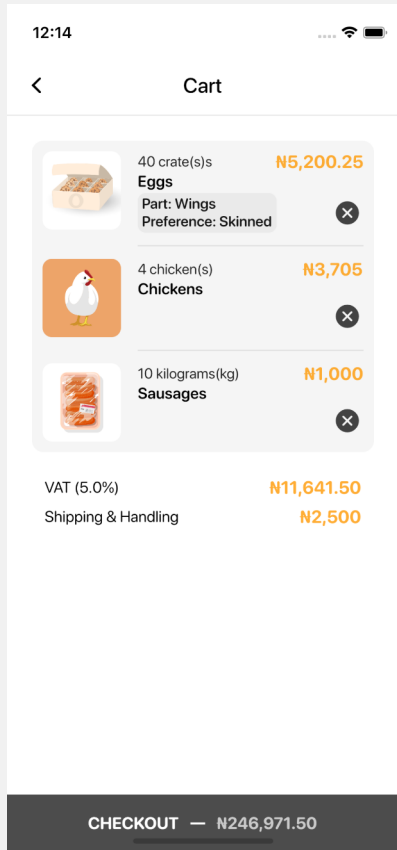 12:14
Cart
40 crate(s)s
₦5,200.25
Eggs
Part: Wings
Preference: Skinned
4 chicken(s)
₦3,705
Chickens
10 kilograms(kg)
₦1,000
Sausages
VAT (5.0%)
₦11,641.50
Shipping & Handling
₦2,500
CHECKOUT — ₦246,971.50